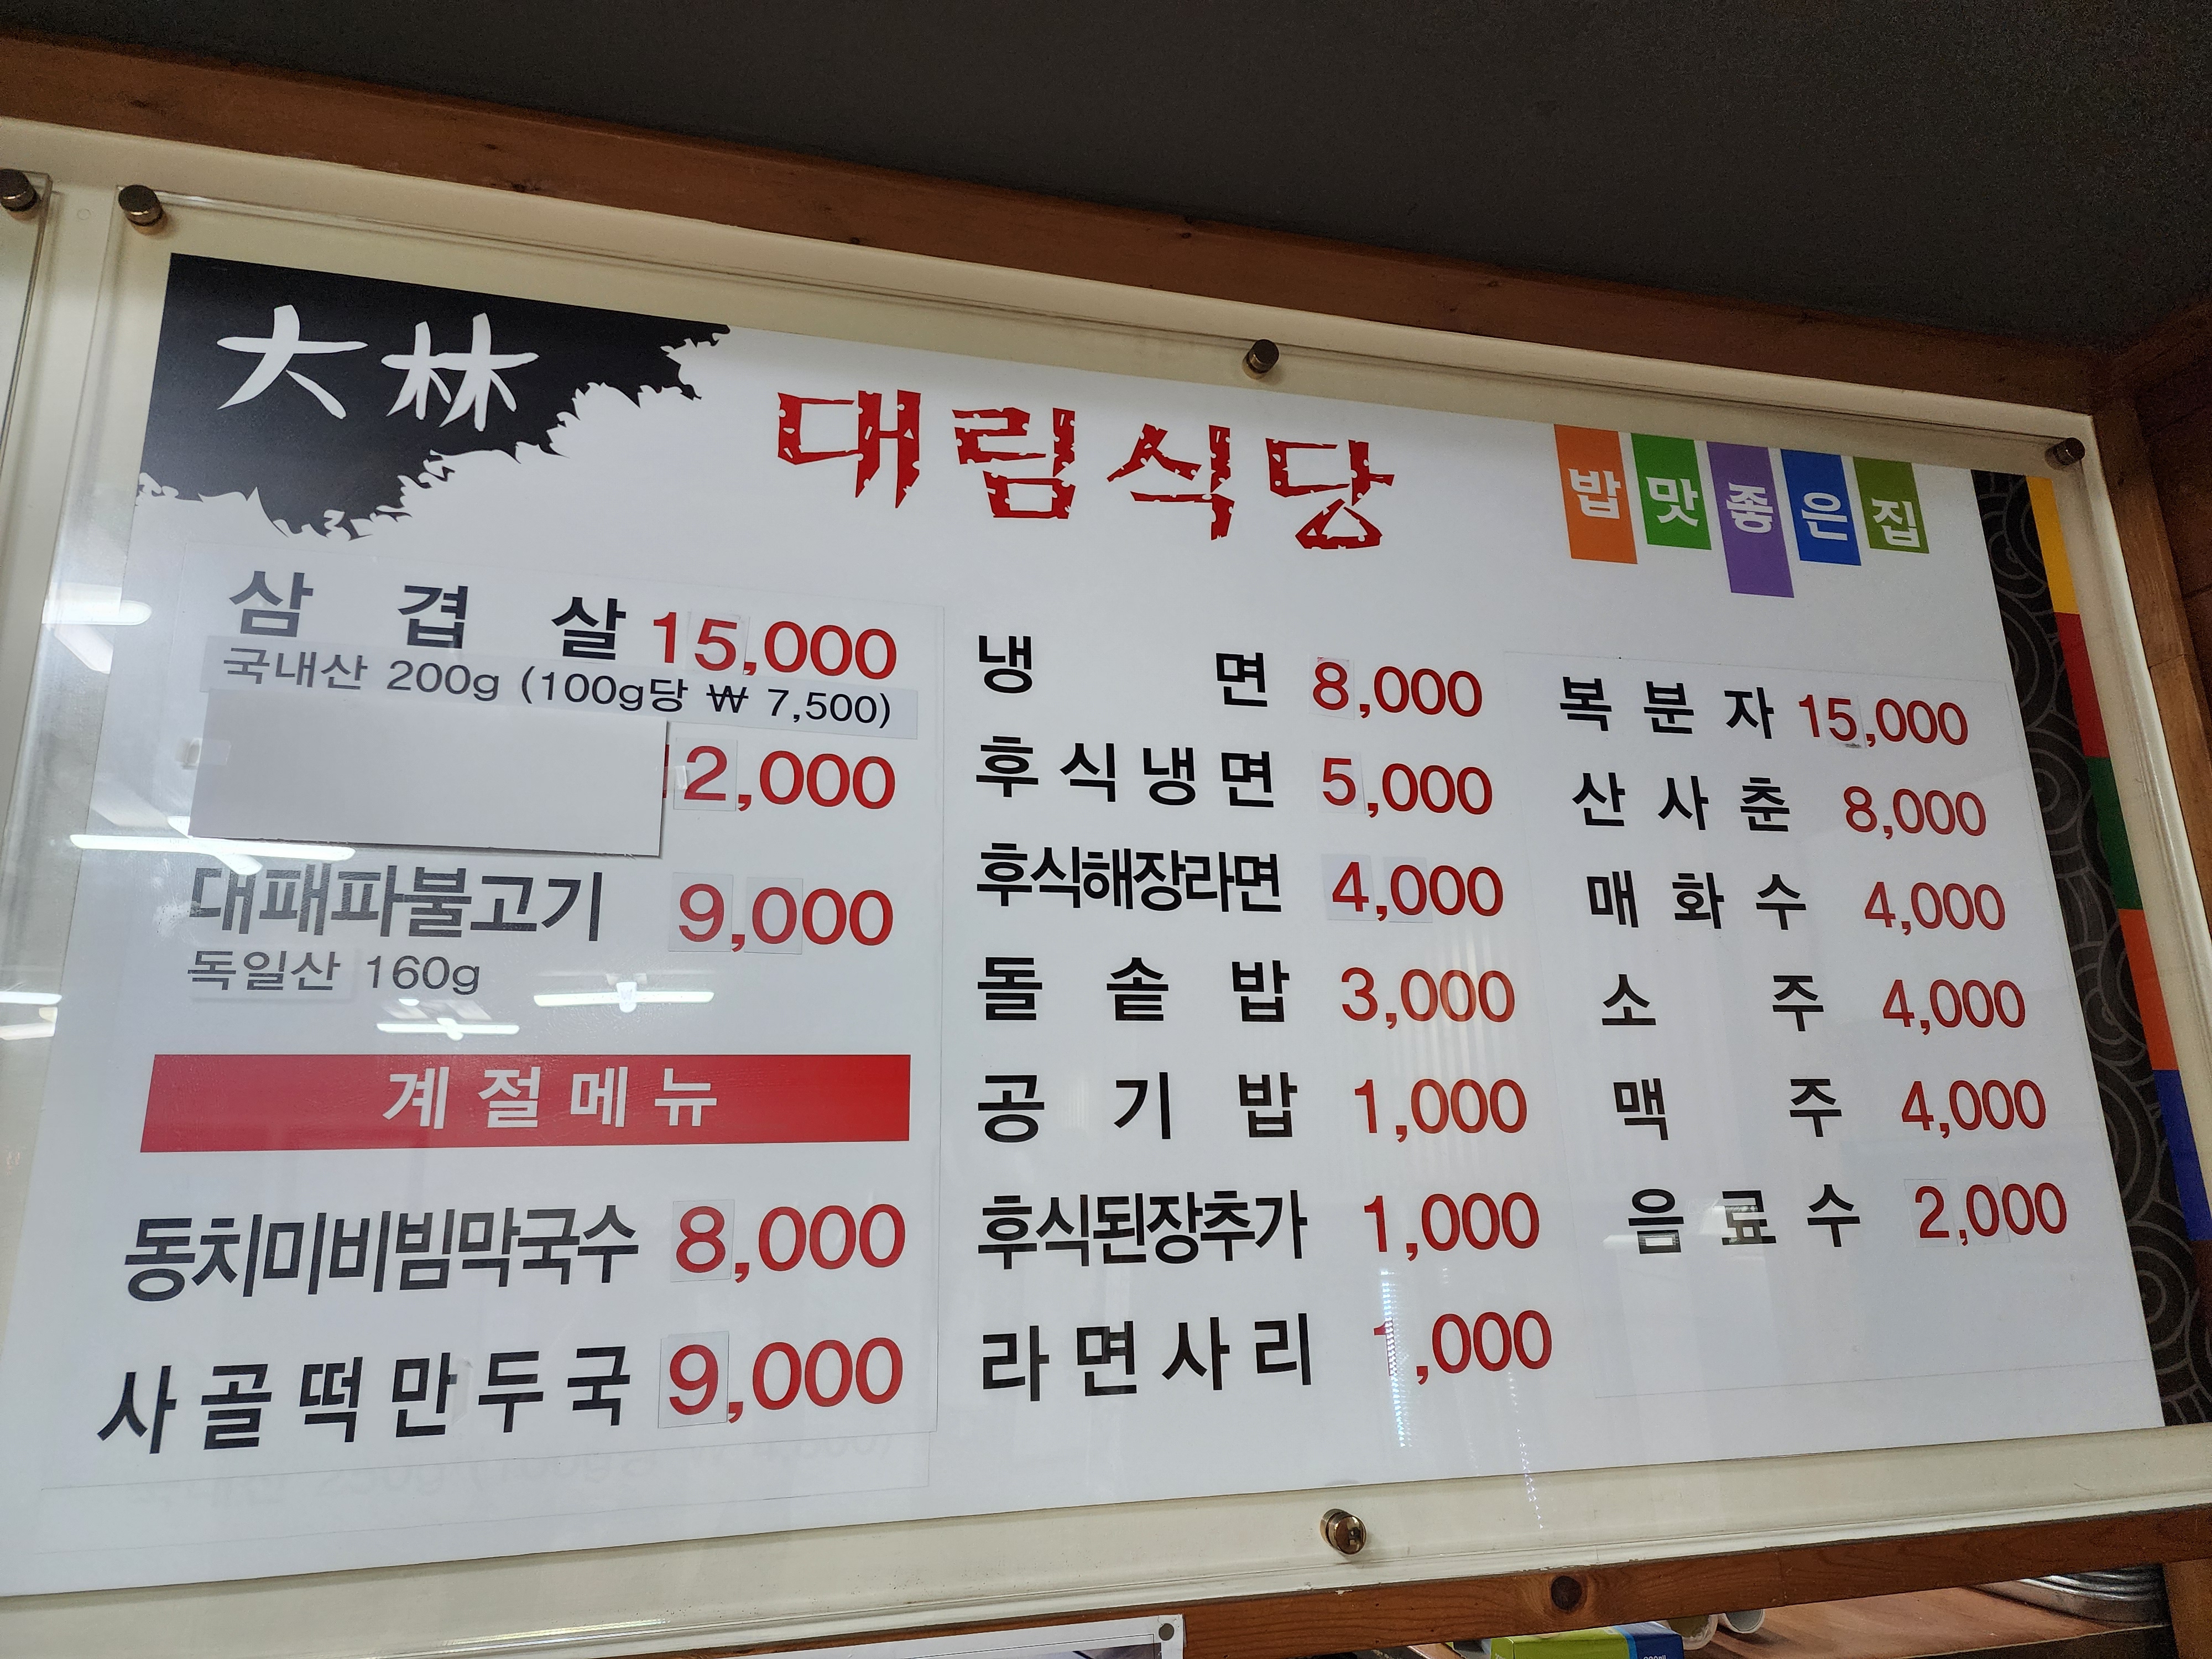 大林
대림식당
밥맛좋은집
삼겹살 15,000
국내산 200g (100g당 ₩ 7,500)
12,000
대패파불고기 9,000
독일산 160g
계절메뉴
동치미비빔막국수 8,000
사골떡만두국 9,000
냉면 8,000
후식냉면 5,000
후식해장라면 4,000
돌솥밥 3,000
공기밥 1,000
후식된장추가 1,000
라면사리 1,000
복분자 15,000
산사춘 8,000
매화수 4,000
소주 4,000
맥주 4,000
음료수 2,000